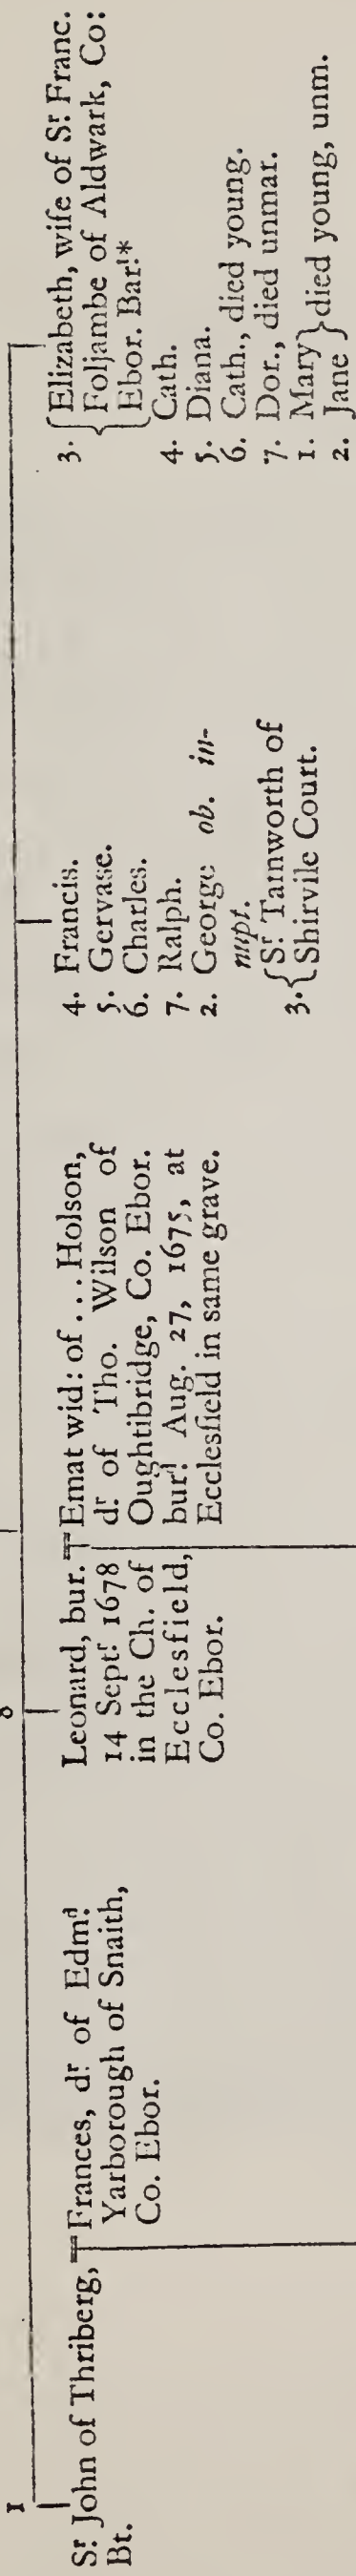 1
Sr John of Thriberg,
Bt.
Frances, dr of Edmd
Yarborough of Snaith,
Co. Ebor.
8
Leonard, bur.
14 Septr 1678
in the Ch. of
Ecclesfield,
Co. Ebor.
Emat wid: of ... Holson,
dr of Tho. Wilson of
Oughtibridge, Co. Ebor.
burd Aug. 27, 1675, at
Ecclesfield in same grave.
4. Francis.
5. Gervase.
6. Charles.
7. Ralph.
2. George ob. in-
nupt.
3. { Sr Tamworth of
Shirvile Court.
3. { Elizabeth, wife of Sr Franc.
Foljambe of Aldwark, Co:
Ebor. Bart*
4. Cath.
5. Diana.
6. Cath., died young.
7. Dor., died unmar.
1. Mary } died young, unm.
2. Jane